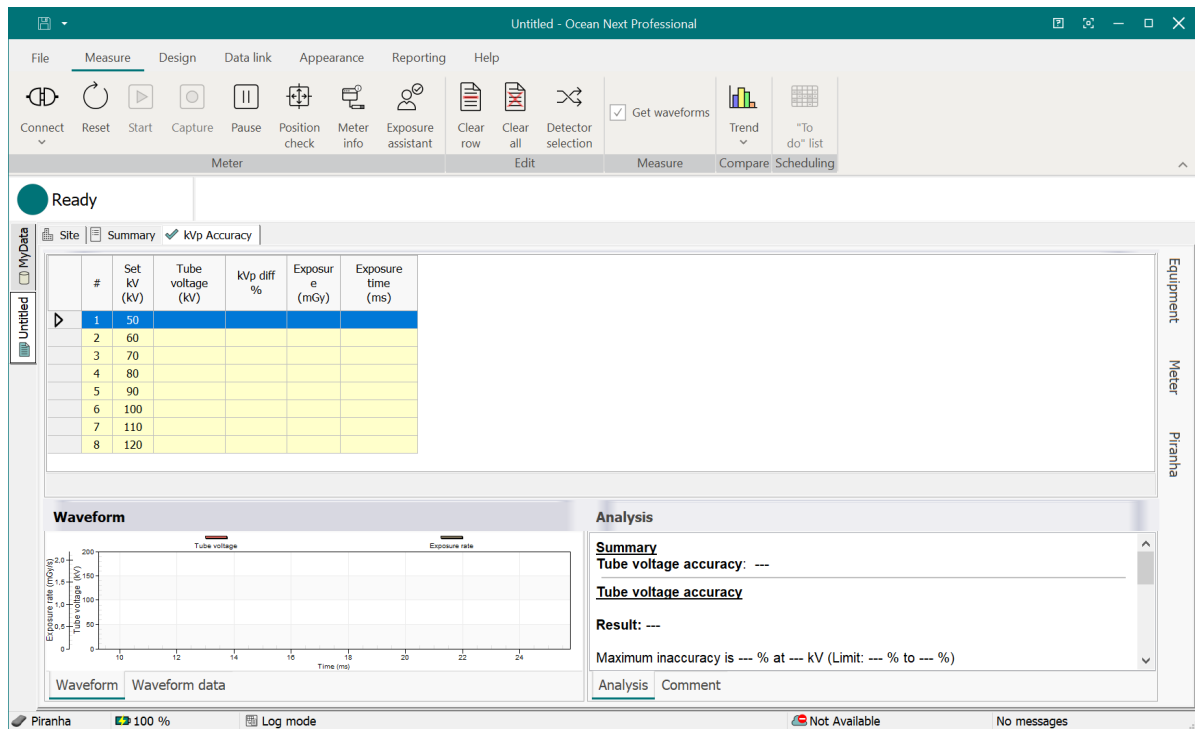 Untitled - Ocean Next Professional
File Measure Design Data link Appearance Reporting Help
Connect Reset Start Capture Pause Position check Meter info Exposure assistant Clear row Clear all Detector selection Get waveforms Trend "To do" list
Meter Edit Measure Compare Scheduling
Ready
MyData
Untitled
Site Summary kVp Accuracy
# Set kV (kV) Tube voltage (kV) kVp diff % Exposur e (mGy) Exposure time (ms)
1 50
2 60
3 70
4 80
5 90
6 100
7 110
8 120
Equipment
Meter
Piranha
Waveform
Tube voltage Exposure rate
Exposure rate (mGy/s)
2,0
1,5
1,0
0,5
0
Tube voltage (kV)
200
150
100
50
0
10 12 14 16 18 20 22 24
Time (ms)
Waveform Waveform data
Analysis
Summary
Tube voltage accuracy: ---
Tube voltage accuracy
Result: ---
Maximum inaccuracy is --- % at --- kV (Limit: --- % to --- %)
Analysis Comment
Piranha 100 % Log mode Not Available No messages